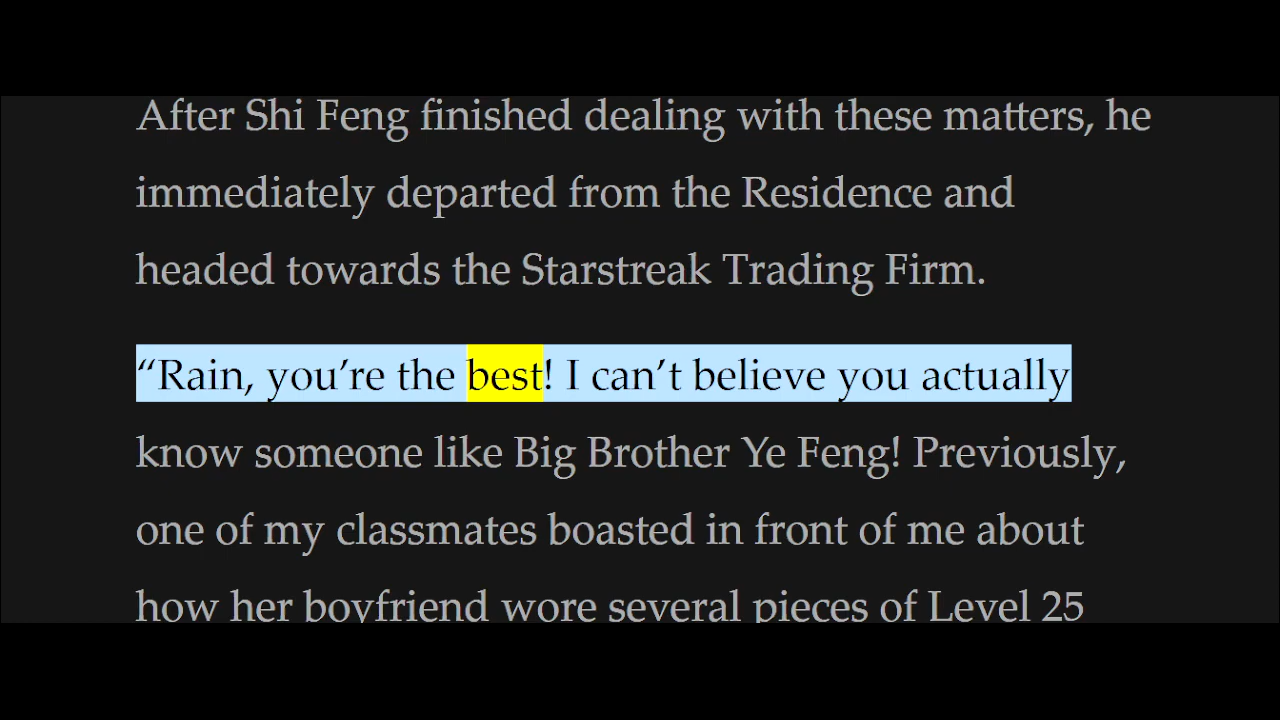 After Shi Feng finished dealing with these matters, he
immediately departed from the Residence and
headed towards the Starstreak Trading Firm.
“Rain, you’re the best! I can’t believe you actually
know someone like Big Brother Ye Feng! Previously,
one of my classmates boasted in front of me about
how her boyfriend wore several pieces of Level 25